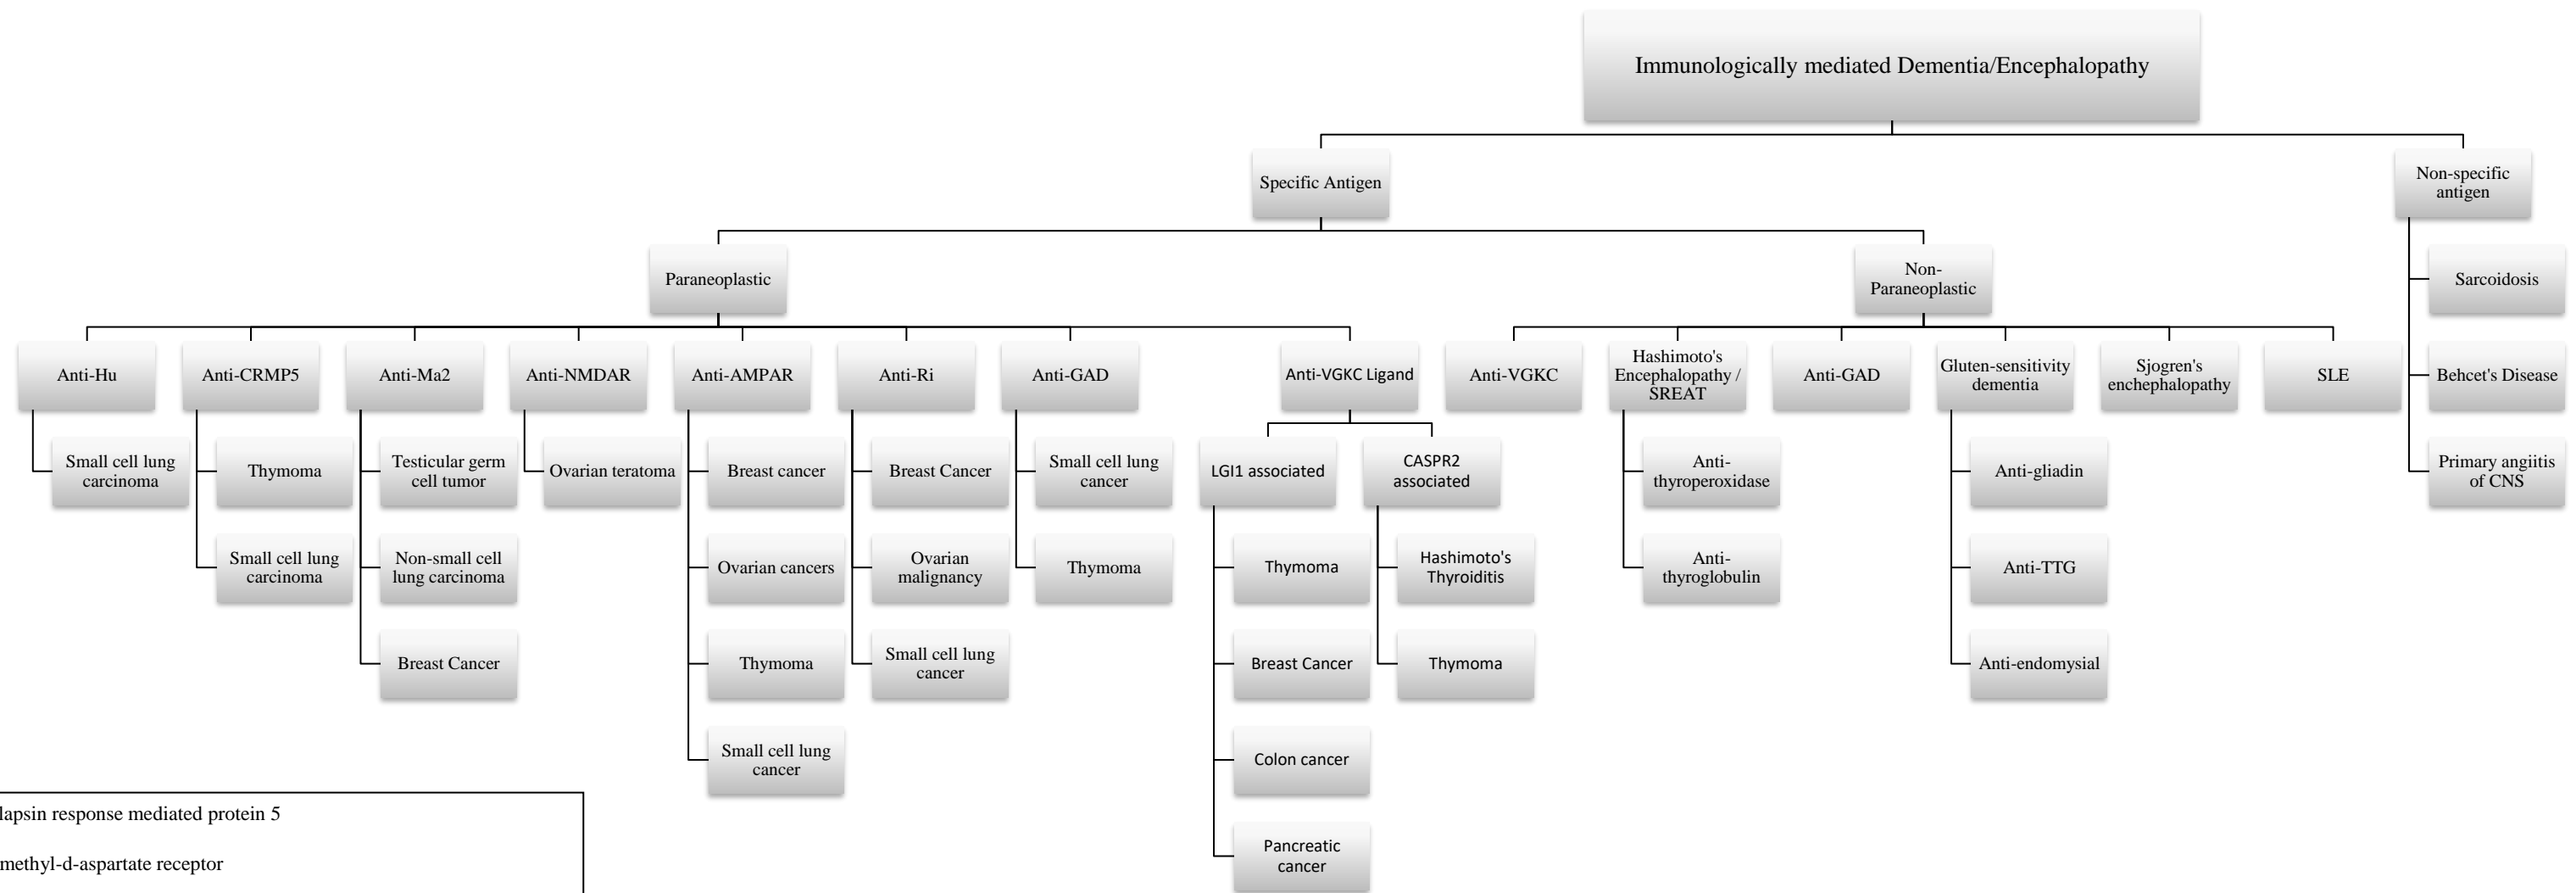 Immunologically mediated Dementia/Encephalopathy
Specific Antigen
Non-specific
antigen
Paraneoplastic
Non-
Paraneoplastic
Sarcoidosis
Behcet's Disease
Primary angiitis
of CNS
Anti-Hu
Anti-CRMP5
Anti-Ma2
Anti-NMDAR
Anti-AMPAR
Anti-Ri
Anti-GAD
Anti-VGKC Ligand
Anti-VGKC
Hashimoto's
Encephalopathy /
SREAT
Anti-GAD
Gluten-sensitivity
dementia
Sjogren's
enchephalopathy
SLE
Small cell lung
carcinoma
Thymoma
Small cell lung
carcinoma
Testicular germ
cell tumor
Non-small cell
lung carcinoma
Breast Cancer
Ovarian teratoma
Breast cancer
Ovarian cancers
Thymoma
Small cell lung
cancer
Breast Cancer
Ovarian
malignancy
Small cell lung
cancer
Small cell lung
cancer
Thymoma
LGI1 associated
Thymoma
Breast Cancer
Colon cancer
Pancreatic
cancer
CASPR2
associated
Hashimoto's
Thyroiditis
Thymoma
Anti-
thyroperoxidase
Anti-
thyroglobulin
Anti-gliadin
Anti-TTG
Anti-endomysial
lapsin response mediated protein 5
methyl-d-aspartate receptor